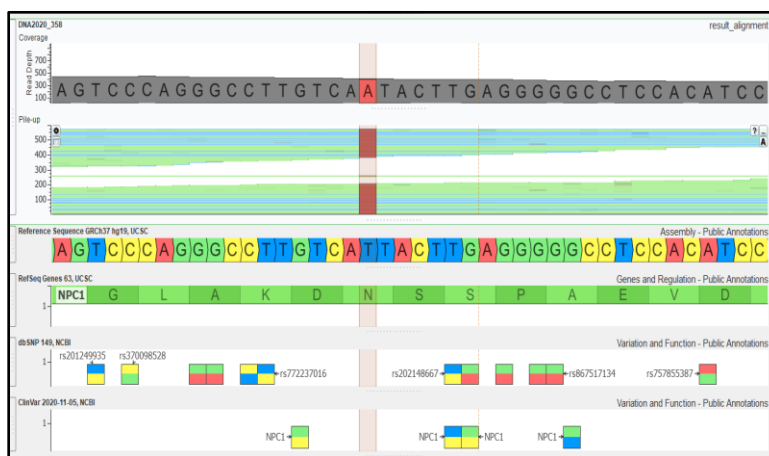 DNA2020_358
result_alignment
Coverage
Read Depth
700
500
300
100
A G T C C C A G G G C C T T G T C A A T A C T T G A G G G G G C C T C C A C A T C C
Pile-up
? _
A
500
400
300
200
100
Reference Sequence GRCh37 hg19, UCSC
Assembly - Public Annotations
A G T C C C A G G G C C T T G T C A T T A C T T G A G G G G G C C T C C A C A T C C
RefSeq Genes 63, UCSC
Genes and Regulation - Public Annotations
1
NPC1 G L A K D N S S P A E V D
dbSNP 149, NCBI
Variation and Function - Public Annotations
rs201249935 rs370098528
1
rs772237016 rs202148667 rs867517134 rs757855387
ClinVar 2020-11-05, NCBI
Variation and Function - Public Annotations
1
NPC1 NPC1 NPC1 NPC1